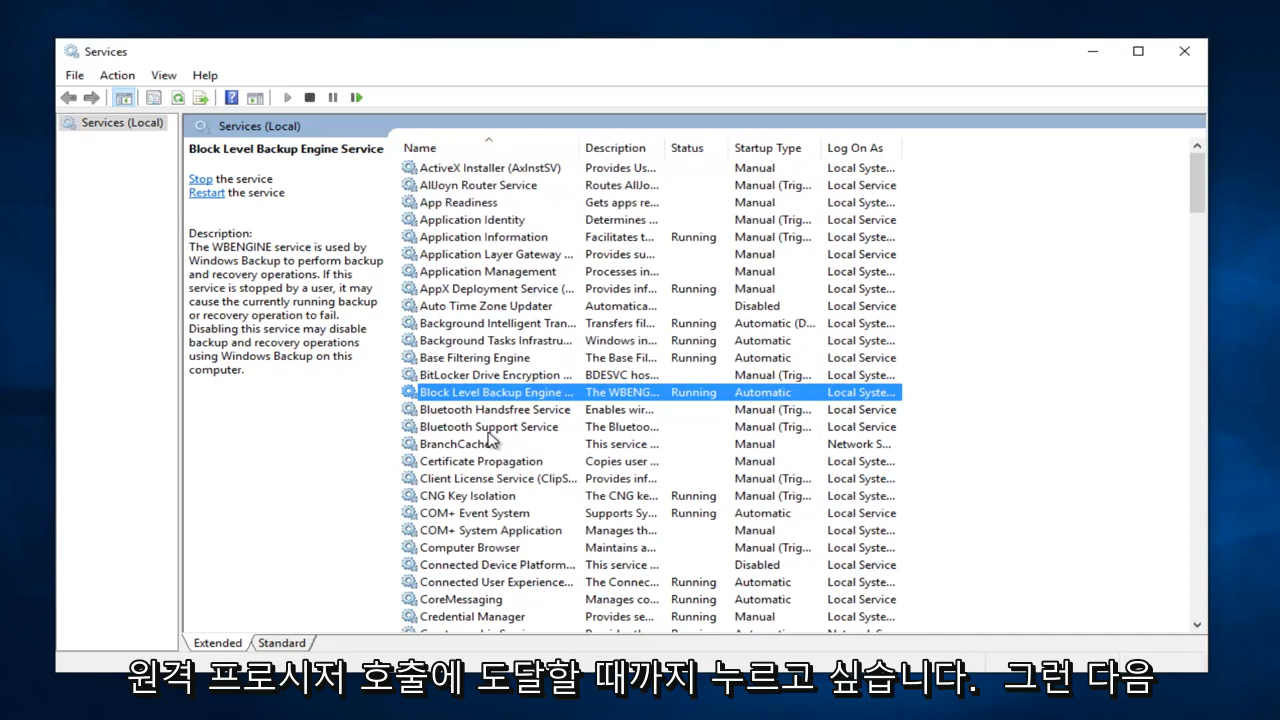 Services
File Action View Help
Services (Local)
Services (Local)
Block Level Backup Engine Service
Stop the service
Restart the service
Description:
The WBENGINE service is used by
Windows Backup to perform backup
and recovery operations. If this
service is stopped by a user, it may
cause the currently running backup
or recovery operation to fail.
Disabling this service may disable
backup and recovery operations
using Windows Backup on this
computer.
Name Description Status Startup Type Log On As
ActiveX Installer (AxInstSV) Provides Us... Manual Local Syste...
AllJoyn Router Service Routes AllJo... Manual (Trig... Local Service
App Readiness Gets apps re... Manual Local Syste...
Application Identity Determines ... Manual (Trig... Local Service
Application Information Facilitates t... Running Manual (Trig... Local Syste...
Application Layer Gateway ... Provides su... Manual Local Service
Application Management Processes in... Manual Local Syste...
AppX Deployment Service (... Provides inf... Running Manual Local Syste...
Auto Time Zone Updater Automatica... Disabled Local Service
Background Intelligent Tran... Transfers fil... Running Automatic (D... Local Syste...
Background Tasks Infrastru... Windows in... Running Automatic Local Syste...
Base Filtering Engine The Base Fil... Running Automatic Local Service
BitLocker Drive Encryption ... BDESVC hos... Manual (Trig... Local Syste...
Block Level Backup Engine ... The WBENG... Running Automatic Local Syste...
Bluetooth Handsfree Service Enables wir... Manual (Trig... Local Service
Bluetooth Support Service The Bluetoo... Manual (Trig... Local Service
BranchCache This service ... Manual Network S...
Certificate Propagation Copies user ... Manual Local Syste...
Client License Service (ClipS... Provides inf... Manual (Trig... Local Syste...
CNG Key Isolation The CNG ke... Running Manual (Trig... Local Syste...
COM+ Event System Supports Sy... Running Automatic Local Service
COM+ System Application Manages th... Manual Local Syste...
Computer Browser Maintains a... Manual (Trig... Local Syste...
Connected Device Platform... This service ... Disabled Local Service
Connected User Experience... The Connec... Running Automatic Local Syste...
CoreMessaging Manages co... Running Automatic Local Service
Credential Manager Provides se... Running Manual Local Syste...
Extended Standard
원격 프로시저 호출에 도달할 때까지 누르고 싶습니다. 그런 다음